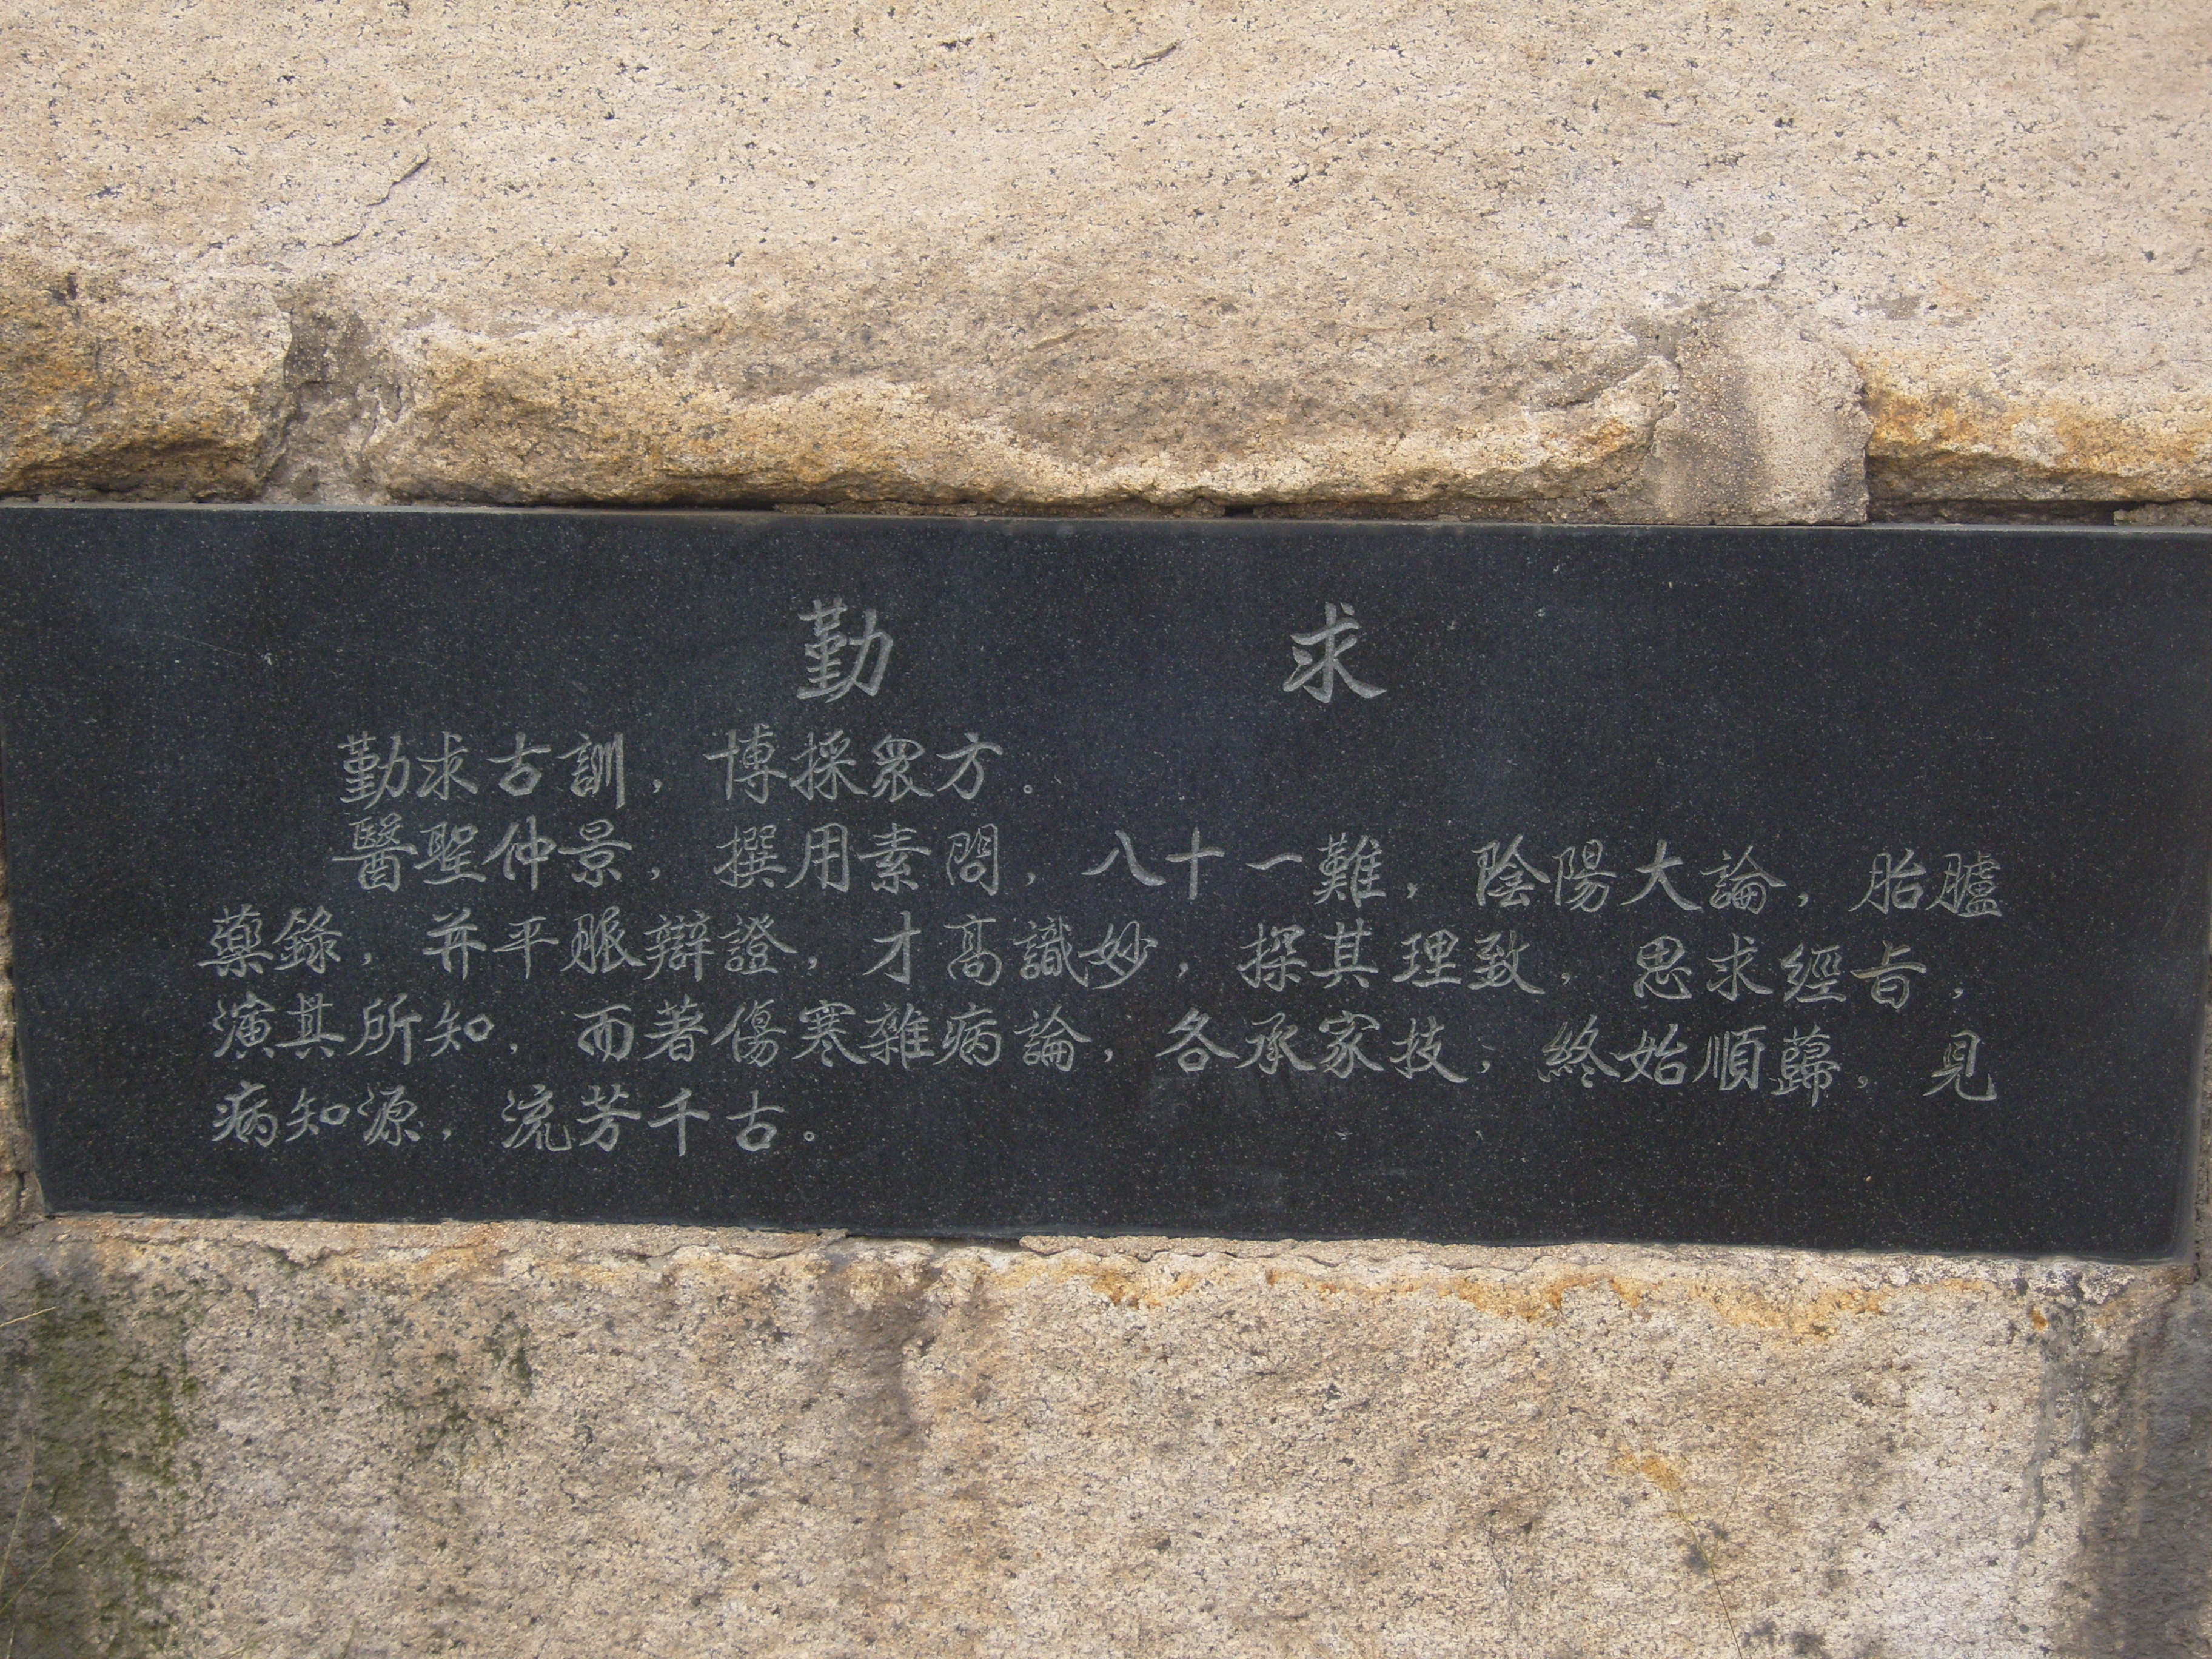 勤求
勤求古訓，博採眾方。
醫聖仲景，撰用素問，八十一難，陰陽大論，胎臚
藥錄，并平脈辯證，才高識妙，探其理致，思求經旨，
演其所知，而著傷寒雜病論，各承家技，終始順歸，見
病知源，流芳千古。